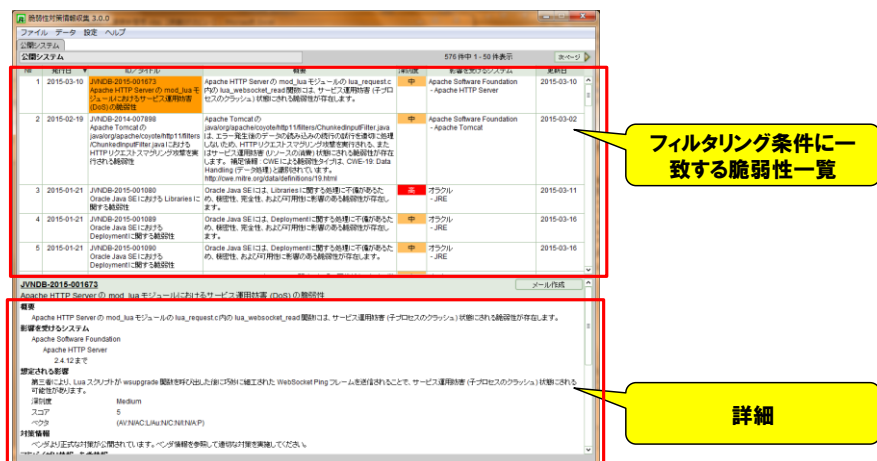 脆弱性対策情報収集 3.0.0
ファイル データ 設定 ヘルプ
公開システム
公開システム
576 件中 1 - 50 件表示
次ページ
発行日 ▼ ID／タイトル 概要 深刻度 影響を受けるシステム 更新日
1 2015-03-10 JVNDB-2015-001673
Apache HTTP Server の mod_lua モ
ジュールにおけるサービス運用妨害
(DoS) の脆弱性
Apache HTTP Server の mod_lua モジュールの lua_request.c
内の lua_websocket_read 関数には、サービス運用妨害 (子プロ
セスのクラッシュ) 状態にされる脆弱性が存在します。
中
Apache Software Foundation
- Apache HTTP Server
2015-03-10
2 2015-02-19 JVNDB-2014-007898
Apache Tomcat の
java/org/apache/coyote/http11/filters
/ChunkedInputFilter.java における
HTTP リクエストスマグリング攻撃を実
行される脆弱性
Apache Tomcat の
java/org/apache/coyote/http11/filters/ChunkedInputFilter.java
は、エラー発生後のデータの読み込みの続行の試行を適切に処理
しないため、HTTP リクエストスマグリング攻撃を実行される、また
はサービス運用妨害 (リソースの消費) 状態にされる脆弱性が存在
します。 補足情報 : CWE による脆弱性タイプは、CWE-19: Data
Handling (データ処理) と識別されています。
http://cwe.mitre.org/data/definitions/19.html
中
Apache Software Foundation
- Apache Tomcat
2015-03-02
3 2015-01-21 JVNDB-2015-001080
Oracle Java SE における Libraries に
関する脆弱性
Oracle Java SE には、Libraries に関する処理に不備があるた
め、機密性、完全性、および可用性に影響のある脆弱性が存在し
ます。
高
オラクル
- JRE
2015-03-11
4 2015-01-21 JVNDB-2015-001089
Oracle Java SE における
Deployment に関する脆弱性
Oracle Java SE には、Deployment に関する処理に不備があるた
め、機密性、完全性、および可用性に影響のある脆弱性が存在し
ます。
中
オラクル
- JRE
2015-03-16
5 2015-01-21 JVNDB-2015-001090
Oracle Java SE における
Deployment に関する脆弱性
Oracle Java SE には、Deployment に関する処理に不備があるた
め、機密性、および可用性に影響のある脆弱性が存在します。
中
オラクル
- JRE
2015-03-16
フィルタリング条件に一
致する脆弱性一覧
JVNDB-2015-001673
メール作成
Apache HTTP Server の mod_lua モジュールにおけるサービス運用妨害 (DoS) の脆弱性
概要
Apache HTTP Server の mod_lua モジュールの lua_request.c 内の lua_websocket_read 関数には、サービス運用妨害 (子プロセスのクラッシュ) 状態にされる脆弱性が存在します。
影響を受けるシステム
Apache Software Foundation
Apache HTTP Server
2.4.12 まで
想定される影響
第三者により、Lua スクリプトが wsupgrade 関数を呼び出した後に巧妙に細工された WebSocket Ping フレームを送信されることで、サービス運用妨害 (子プロセスのクラッシュ) 状態にされる
可能性があります。
深刻度 Medium
スコア 5
ベクタ (AV:N/AC:L/Au:N/C:N/I:N/A:P)
対策情報
ベンダより正式な対策が公開されています。ベンダ情報を参照して適切な対策を実施してください。
詳細